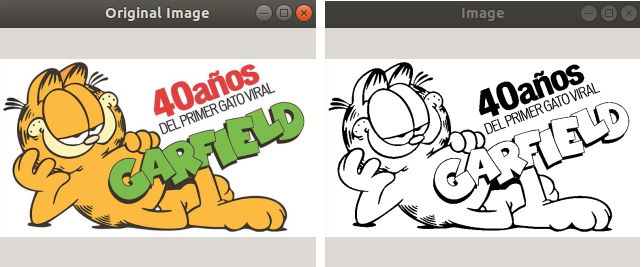 Original Image
40años
DEL PRIMER GATO VIRAL
GARFIELD
Image
40años
DEL PRIMER GATO VIRAL
GARFIELD